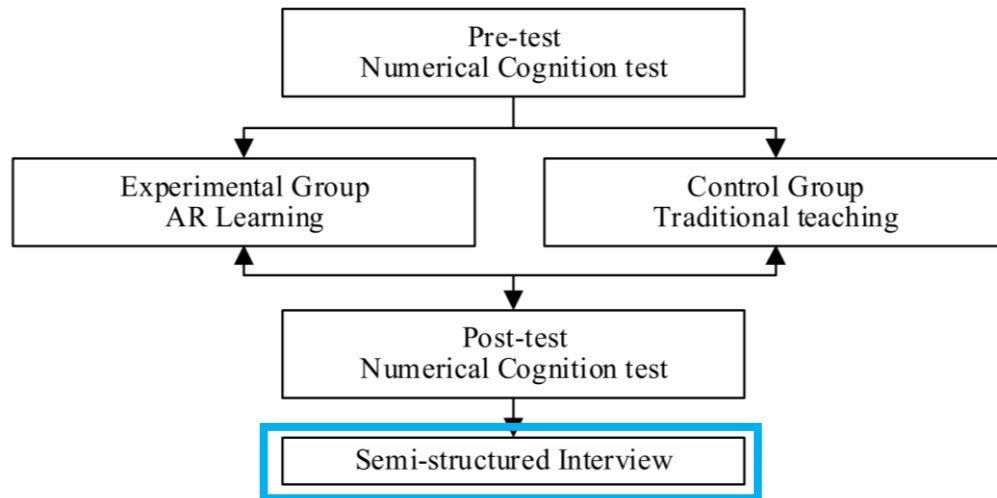 Pre-test
Numerical Cognition test
Experimental Group
AR Learning
Control Group
Traditional teaching
Post-test
Numerical Cognition test
Semi-structured Interview